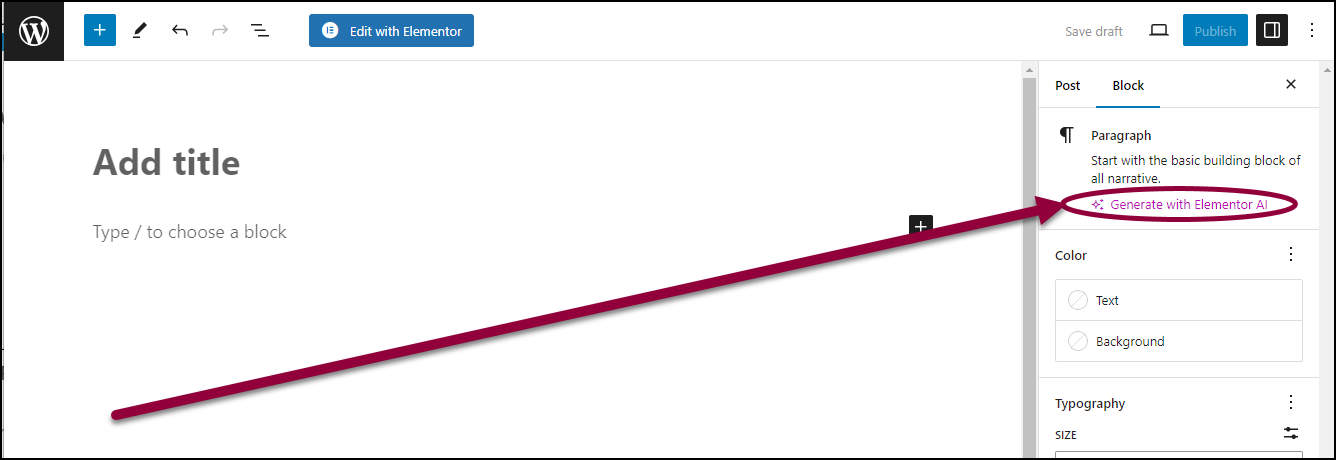 Edit with Elementor
Save draft
Publish
Add title
Type / to choose a block
Post
Block
Paragraph
Start with the basic building block of
all narrative.
Generate with Elementor AI
Color
Text
Background
Typography
SIZE